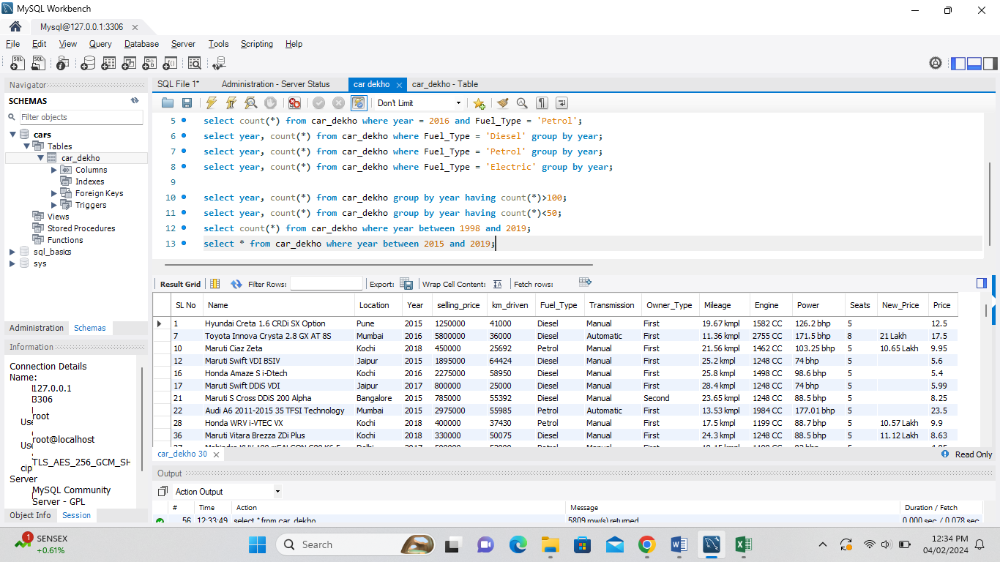 MySQL Workbench
Mysql@127.0.0.1:3306
File Edit View Query Database Server Tools Scripting Help
Navigator
SCHEMAS
Filter objects
cars
Tables
car_dekho
Columns
Indexes
Foreign Keys
Triggers
Views
Stored Procedures
Functions
sql_basics
sys
Administration Schemas
Information
Connection Details
Name:
127.0.0.1
3306
root
root@localhost
TLS_AES_256_GCM_SH
Server
MySQL Community
Server - GPL
Object Info Session
SQL File 1* Administration - Server Status car dekho car_dekho - Table
Don't Limit
5 select count(*) from car_dekho where year = 2016 and Fuel_Type = 'Petrol';
6 select year, count(*) from car_dekho where Fuel_Type = 'Diesel' group by year;
7 select year, count(*) from car_dekho where Fuel_Type = 'Petrol' group by year;
8 select year, count(*) from car_dekho where Fuel_Type = 'Electric' group by year;
9
10 select year, count(*) from car_dekho group by year having count(*)>100;
11 select year, count(*) from car_dekho group by year having count(*)<50;
12 select count(*) from car_dekho where year between 1998 and 2019;
13 select * from car_dekho where year between 2015 and 2019;
Result Grid Filter Rows: Export: Wrap Cell Content: IA Fetch rows:
SL No Name Location Year selling_price km_driven Fuel_Type Transmission Owner_Type Mileage Engine Power Seats New_Price Price
1 Hyundai Creta 1.6 CRDi SX Option Pune 2015 1250000 41000 Diesel Manual First 19.67 kmpl 1582 CC 126.2 bhp 5 12.5
7 Toyota Innova Crysta 2.8 GX AT 8S Mumbai 2016 5800000 36000 Diesel Automatic First 11.36 kmpl 2755 CC 171.5 bhp 8 21 Lakh 17.5
10 Maruti Ciaz Zeta Kochi 2018 450000 25692 Petrol Manual First 21.56 kmpl 1462 CC 103.25 bhp 5 10.65 Lakh 9.95
12 Maruti Swift VDI BSIV Jaipur 2015 1895000 64424 Diesel Manual First 25.2 kmpl 1248 CC 74 bhp 5 5.6
16 Honda Amaze S i-Dtech Kochi 2016 2275000 58950 Diesel Manual First 25.8 kmpl 1498 CC 98.6 bhp 5 5.4
17 Maruti Swift DDiS VDI Jaipur 2017 800000 25000 Diesel Manual First 28.4 kmpl 1248 CC 74 bhp 5 5.99
21 Maruti S Cross DDiS 200 Alpha Bangalore 2015 785000 55392 Diesel Manual Second 23.65 kmpl 1248 CC 88.5 bhp 5 8.25
22 Audi A6 2011-2015 35 TFSI Technology Mumbai 2015 2975000 55985 Petrol Automatic First 13.53 kmpl 1984 CC 177.01 bhp 5 23.5
28 Honda WRV i-VTEC VX Kochi 2018 400000 37430 Petrol Manual First 17.5 kmpl 1199 CC 88.7 bhp 5 10.57 Lakh 9.9
36 Maruti Vitara Brezza ZDi Plus Kochi 2018 330000 50075 Diesel Manual First 24.3 kmpl 1248 CC 88.5 bhp 5 11.12 Lakh 8.63
car_dekho 30 Read Only
Output
Action Output
# Time Action Message Duration / Fetch
56 12:33:49 select * from car_dekho 5809 row(s) returned 0.000 sec / 0.078 sec
1 SENSEX
+0.61%
Search
12:34 PM
04/02/2024